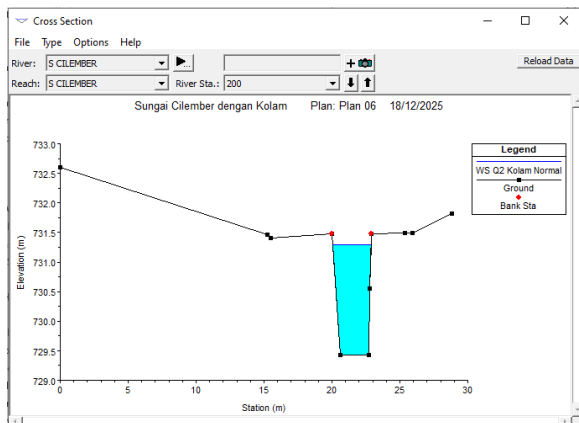 Cross Section
File Type Options Help
River: S CILEMBER
Reload Data
Reach: S CILEMBER River Sta.: 200
Sungai Cilember dengan Kolam Plan: Plan 06 18/12/2025
Legend
WS Q2 Kolam Normal
Ground
Bank Sta
Elevation (m)
733.0
732.5
732.0
731.5
731.0
730.5
730.0
729.5
729.0
0 5 10 15 20 25 30
Station (m)